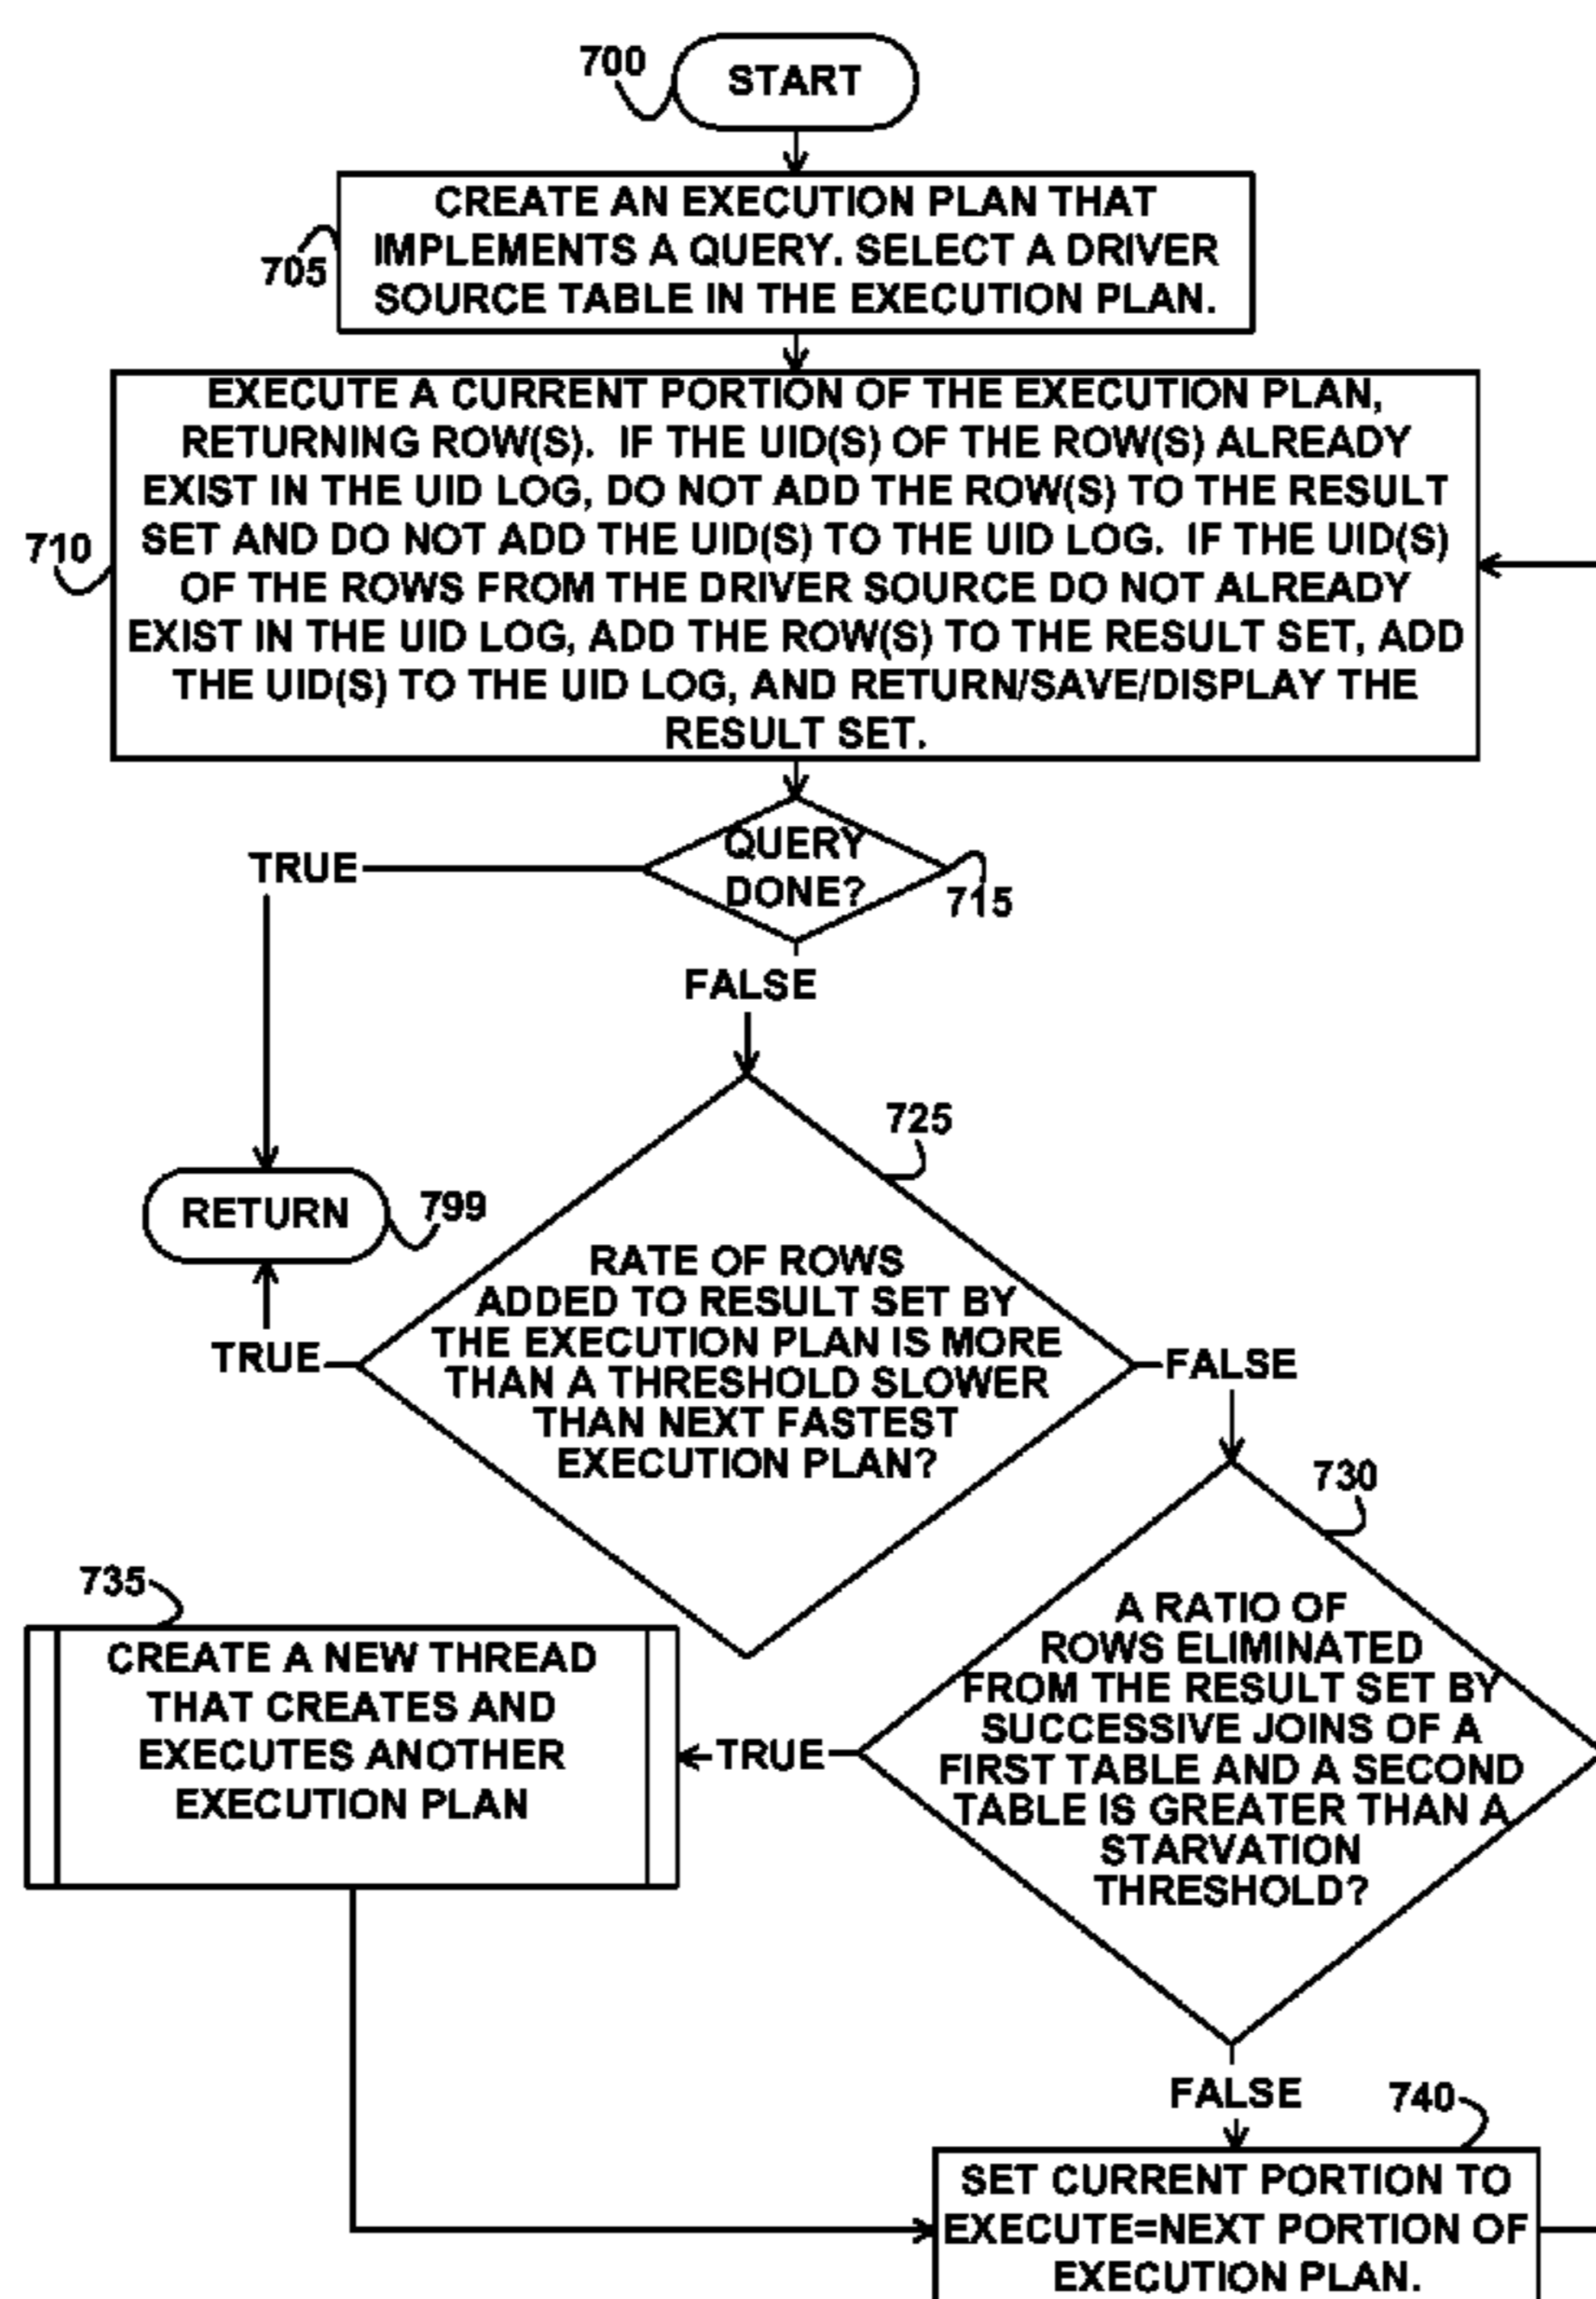 700
START
CREATE AN EXECUTION PLAN THAT
IMPLEMENTS A QUERY. SELECT A DRIVER
SOURCE TABLE IN THE EXECUTION PLAN.
705
EXECUTE A CURRENT PORTION OF THE EXECUTION PLAN,
RETURNING ROW(S). IF THE UID(S) OF THE ROW(S) ALREADY
EXIST IN THE UID LOG, DO NOT ADD THE ROW(S) TO THE RESULT
SET AND DO NOT ADD THE UID(S) TO THE UID LOG. IF THE UID(S)
OF THE ROWS FROM THE DRIVER SOURCE DO NOT ALREADY
EXIST IN THE UID LOG, ADD THE ROW(S) TO THE RESULT SET, ADD
THE UID(S) TO THE UID LOG, AND RETURN/SAVE/DISPLAY THE
RESULT SET.
710
QUERY
DONE?
715
TRUE
FALSE
725
RETURN
799
RATE OF ROWS
ADDED TO RESULT SET BY
THE EXECUTION PLAN IS MORE
THAN A THRESHOLD SLOWER
THAN NEXT FASTEST
EXECUTION PLAN?
TRUE
FALSE
730
A RATIO OF
ROWS ELIMINATED
FROM THE RESULT SET BY
SUCCESSIVE JOINS OF A
FIRST TABLE AND A SECOND
TABLE IS GREATER THAN A
STARVATION
THRESHOLD?
735
CREATE A NEW THREAD
THAT CREATES AND
EXECUTES ANOTHER
EXECUTION PLAN
TRUE
FALSE
740
SET CURRENT PORTION TO
EXECUTE=NEXT PORTION OF
EXECUTION PLAN.